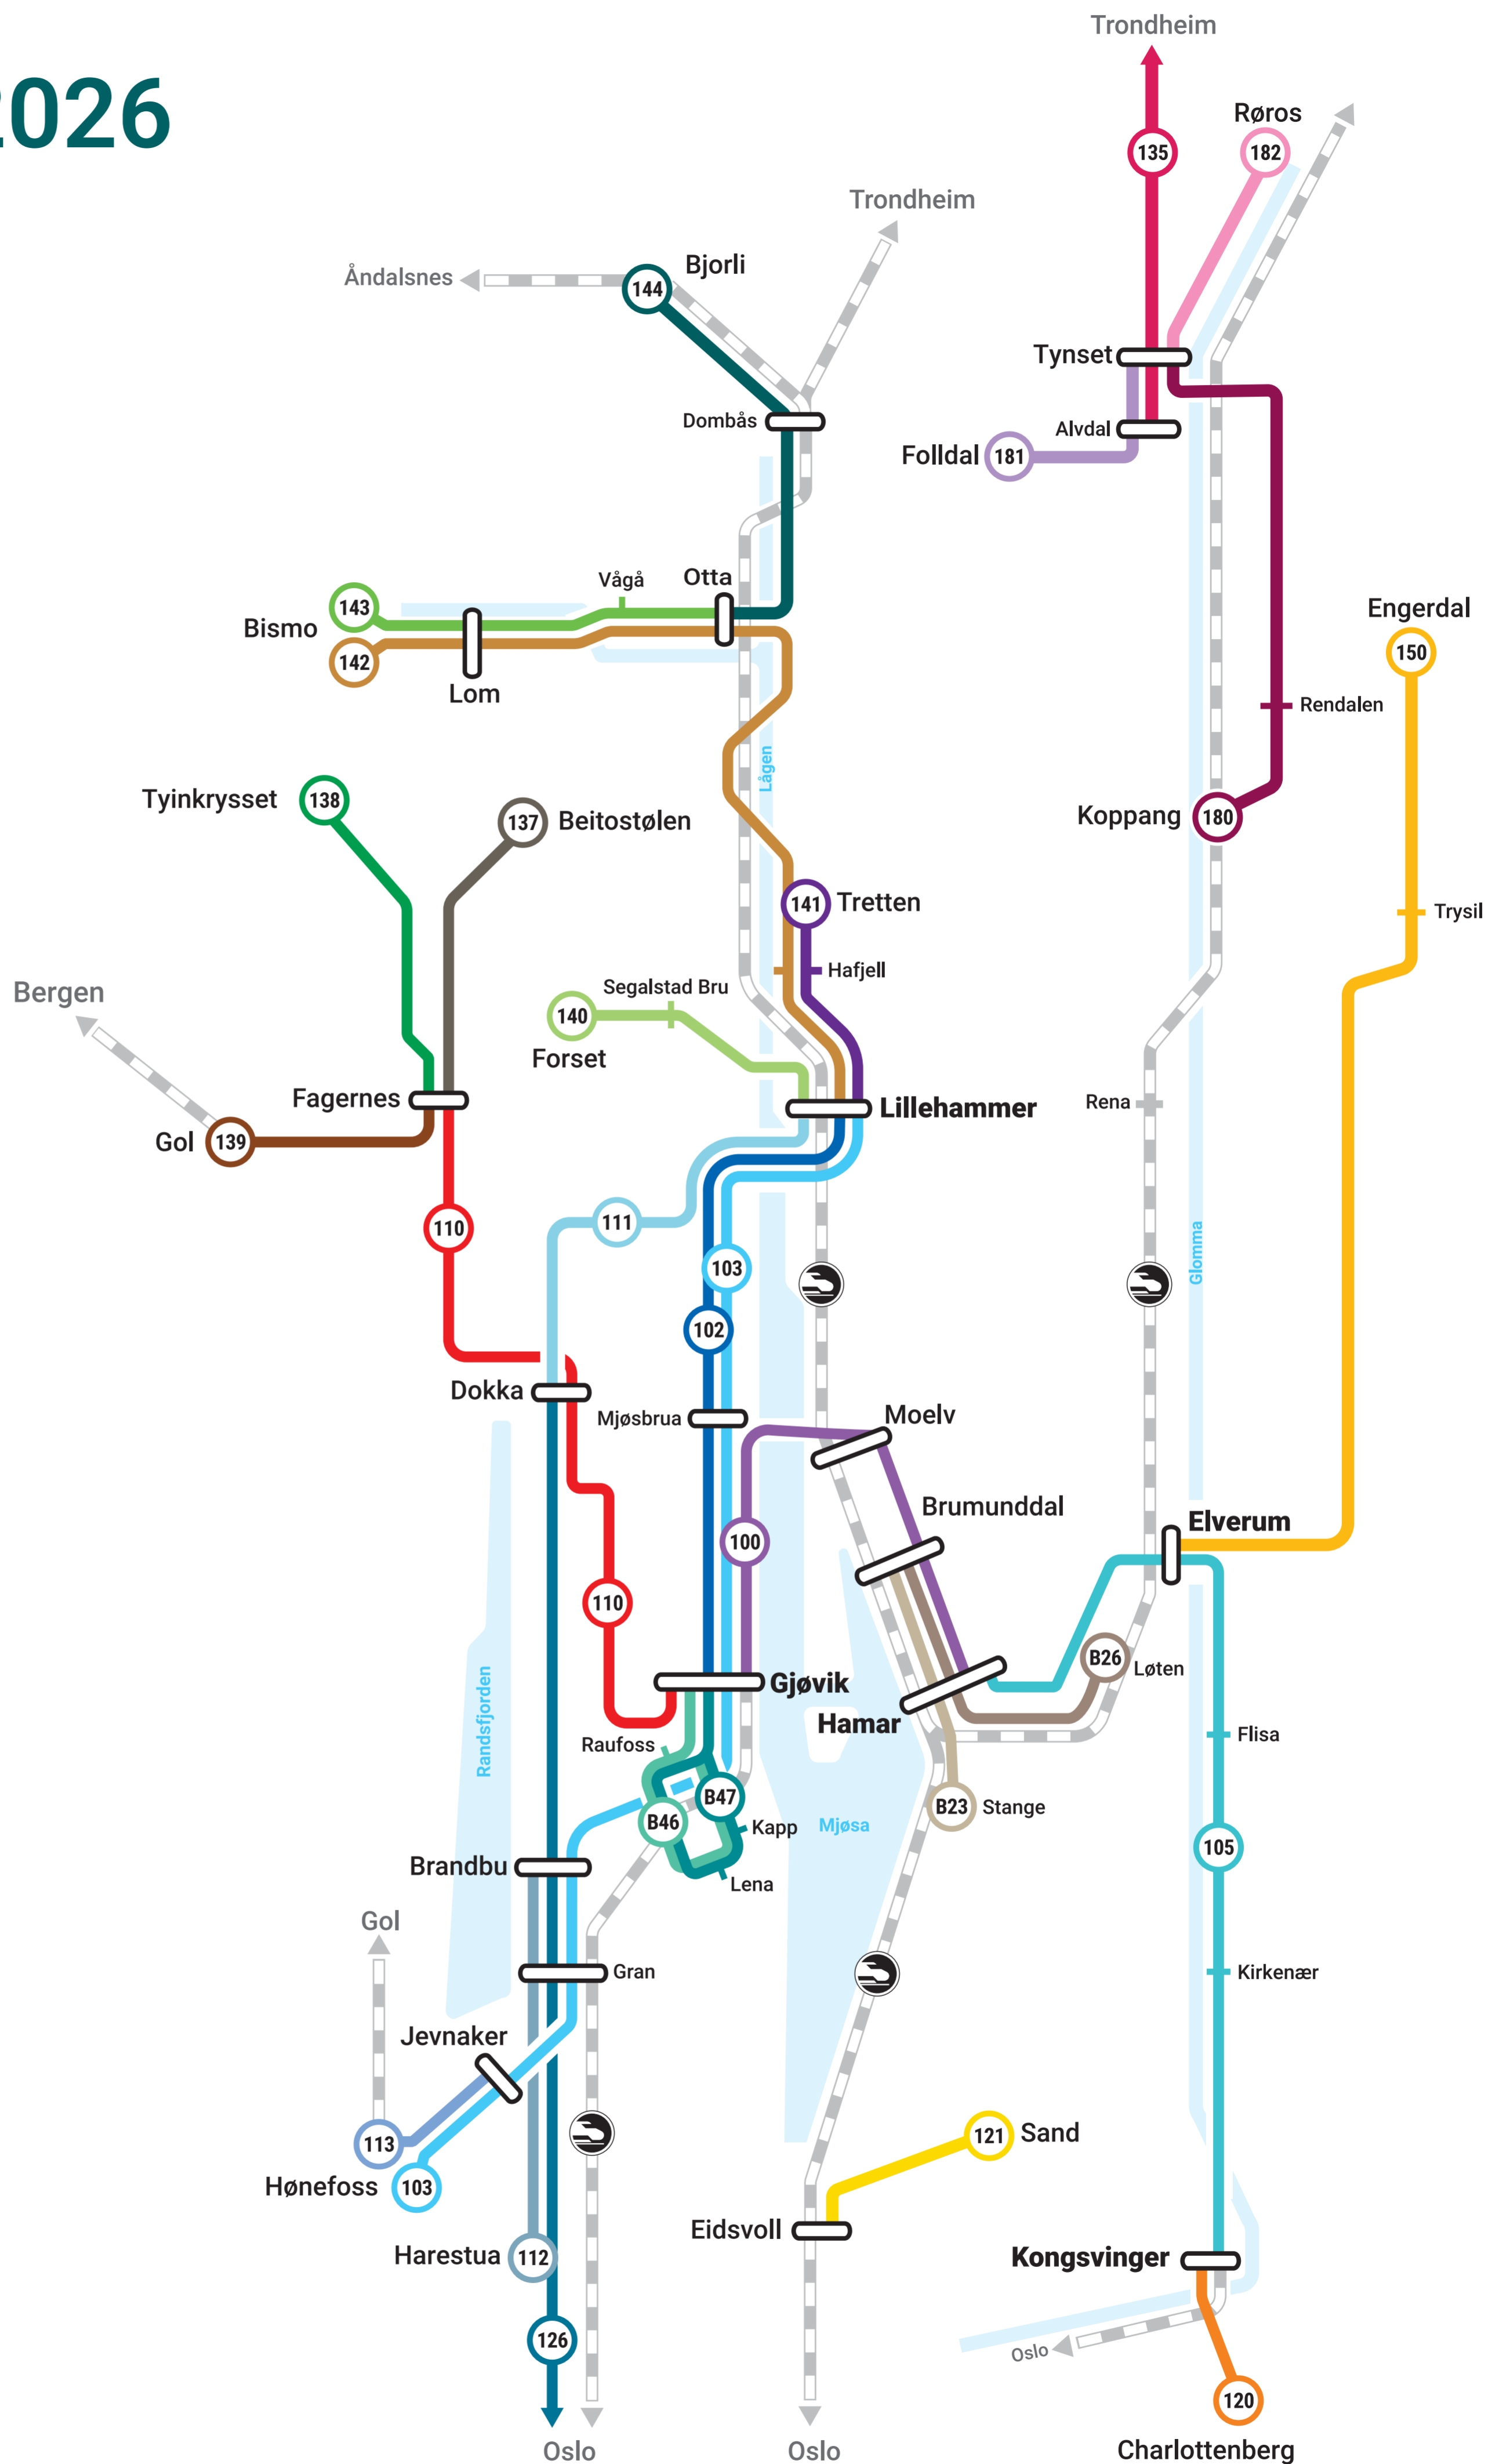 2026
Trondheim
Røros
135
182
Trondheim
Åndalsnes
144
Bjorli
Tynset
Dombås
Alvdal
Folldal
181
Vågå
Otta
143
Bismo
142
Lom
Engerdal
150
Rendalen
Lågen
Tyinkrysset
138
137
Beitostølen
Koppang
180
141
Tretten
Trysil
Hafjell
Bergen
Segalstad Bru
140
Forset
Fagernes
Lillehammer
Rena
Gol
139
110
111
Glomma
103
102
Dokka
Mjøsbrua
Moelv
Brumunddal
Elverum
100
110
B26
Løten
Randsfjorden
Gjøvik
Hamar
Raufoss
Flisa
B47
B23
Stange
B46
Kapp
Mjøsa
105
Brandbu
Lena
Gol
Gran
Kirkenær
Jevnaker
113
121
Sand
Hønefoss
103
Eidsvoll
Harestua
112
Kongsvinger
126
Oslo
120
Oslo
Oslo
Charlottenberg